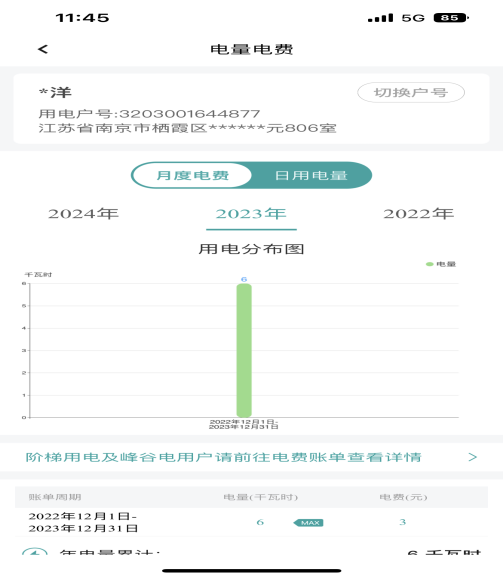 11:45
5G 85
电量电费
*洋
切换户号
用电户号:3203001644877
江苏省南京市栖霞区******元806室
月度电费 日用电量
2024年 2023年 2022年
用电分布图
电量
千瓦时
6
6
5
4
3
2
1
0
2022年12月1日-
2023年12月31日
阶梯用电及峰谷电用户请前往电费账单查看详情 >
账单周期 电量(千瓦时) 电费(元)
2022年12月1日-
2023年12月31日
6 MAX 3
年电量累计: 6 千瓦时